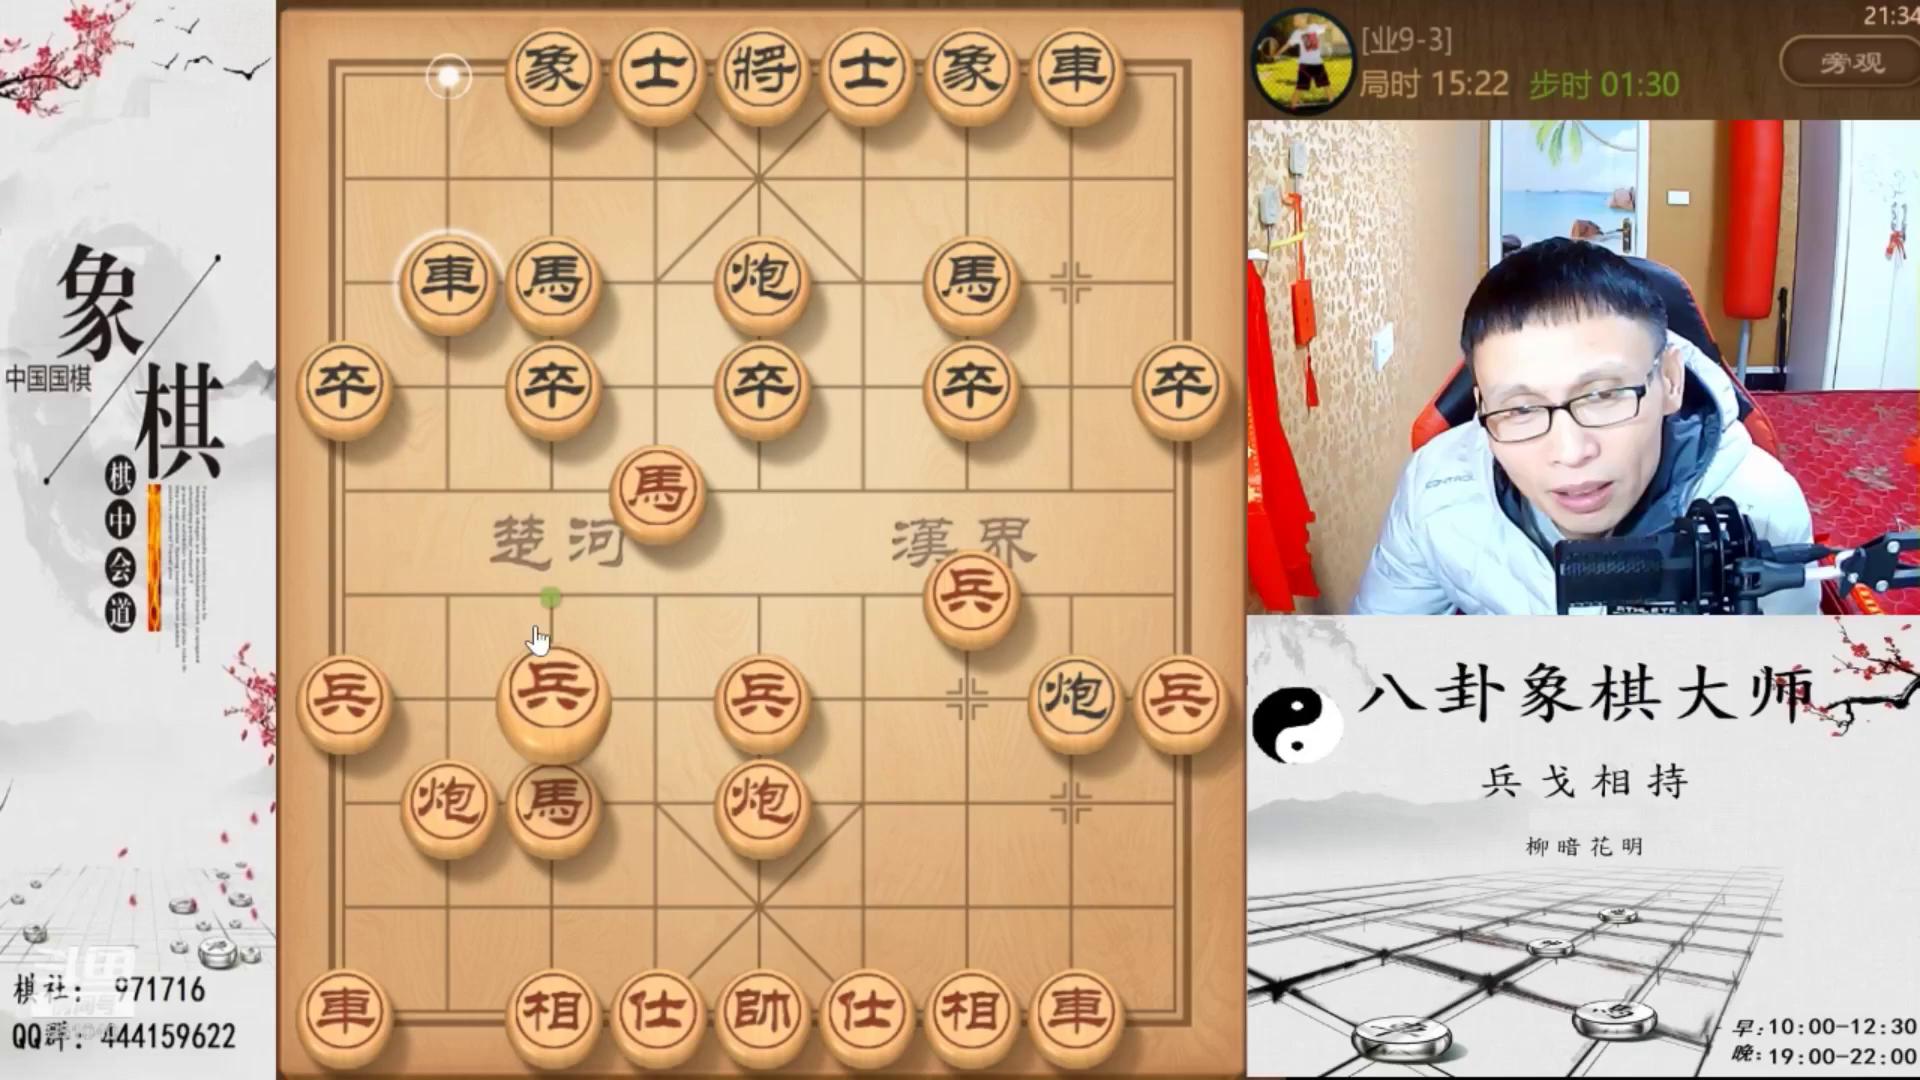 象棋
中国国棋
棋中会道
棋社: 971716
QQ群: 444159622
象 士 將 士 象 車
車 馬 炮 馬
卒 卒 卒 卒 卒
馬
楚河 漢界
兵
兵 兵 兵 炮 兵
炮 馬 炮
車 相 仕 帥 仕 相 車
21:34
[业9-3]
局时 15:22 步时 01:30
旁观
CONTROL
八卦象棋大师
兵戈相持
柳暗花明
早:10:00-12:30
晚:19:00-22:00